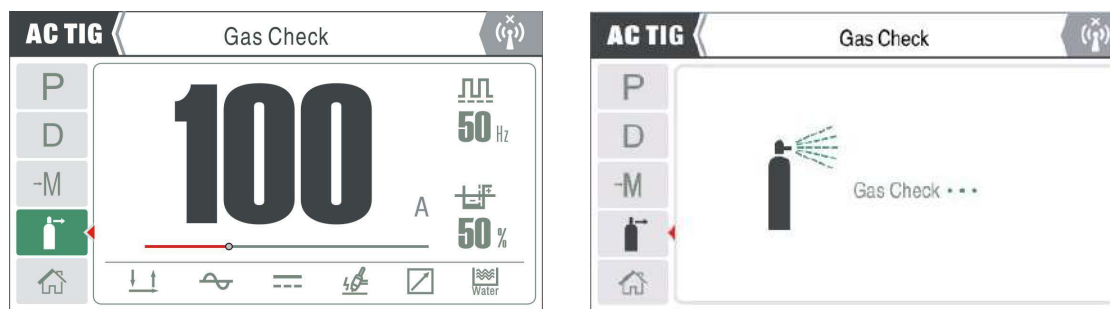 AC TIG
Gas Check
P
D
→M
100
A
50 Hz
50 %
Water
AC TIG
Gas Check
P
D
→M
Gas Check • • •